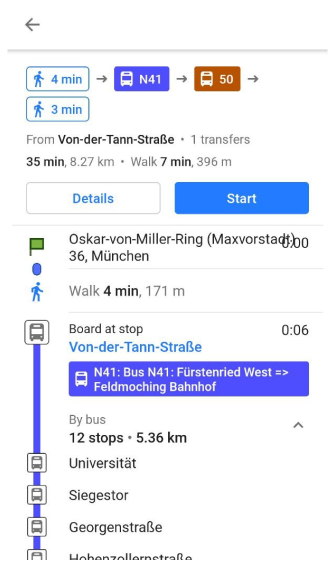 4 min → N41 → 50 →
3 min
From Von-der-Tann-Straße • 1 transfers
35 min, 8.27 km • Walk 7 min, 396 m
Details
Start
Oskar-von-Miller-Ring (Maxvorstadt) 0:00
36, München
Walk 4 min, 171 m
Board at stop 0:06
Von-der-Tann-Straße
N41: Bus N41: Fürstenried West =>
Feldmoching Bahnhof
By bus
12 stops • 5.36 km
Universität
Siegestor
Georgenstraße
Hohenzollernstraße